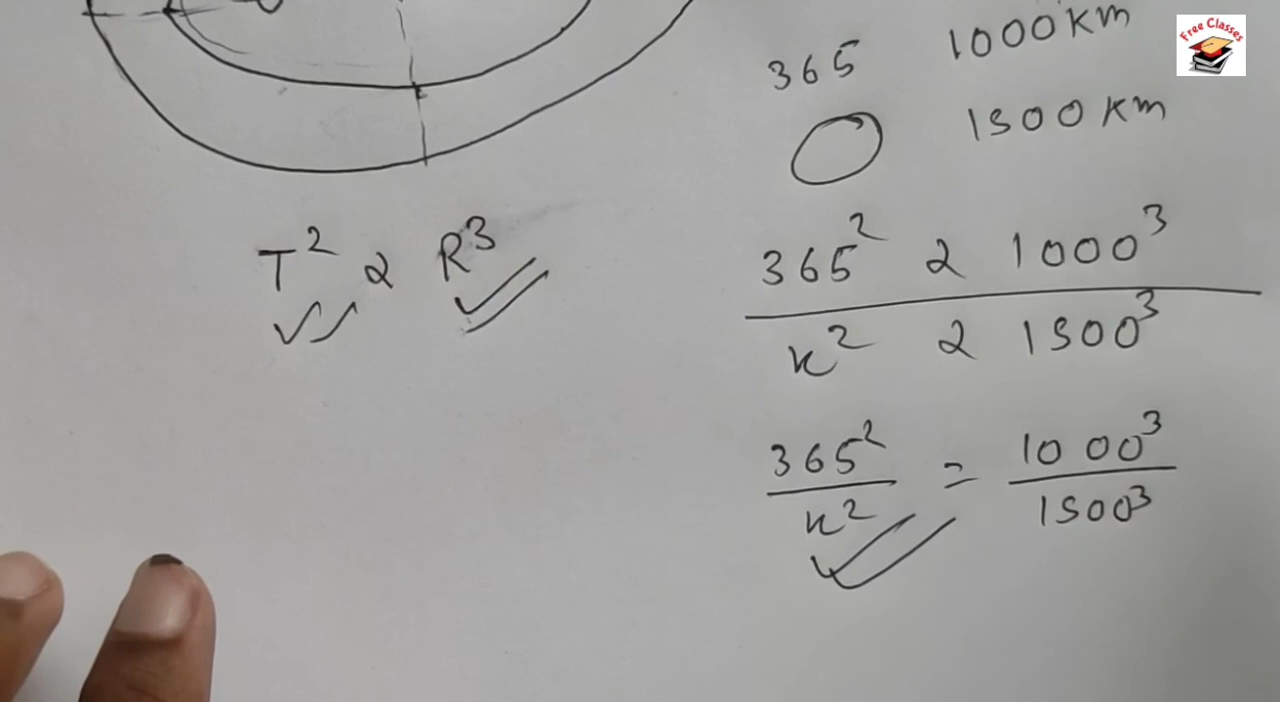 Free Classes
365 1000 km
1500 km
T² α R³
365² α 1000³
x² α 1500³
365² = 1000³
x² 1500³